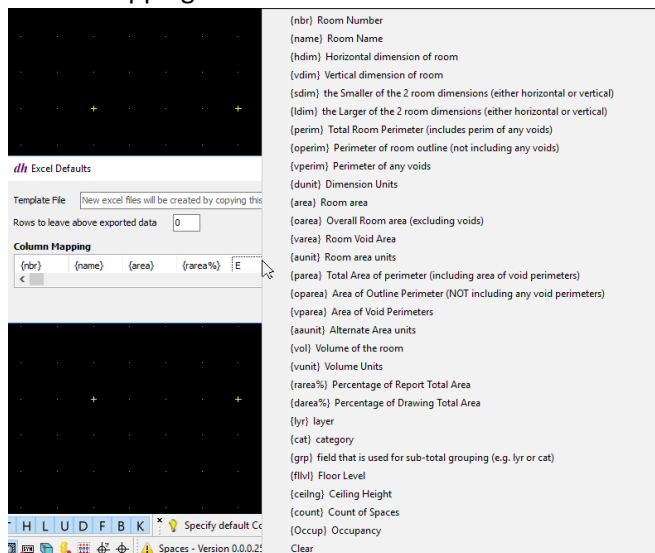 {nbr} Room Number
{name} Room Name
{hdim} Horizontal dimension of room
{vdim} Vertical dimension of room
{sdim} the Smaller of the 2 room dimensions (either horizontal or vertical)
{ldim} the Larger of the 2 room dimensions (either horizontal or vertical)
{perim} Total Room Perimeter (includes perim of any voids)
{operim} Perimeter of room outline (not including any voids)
{vperim} Perimeter of any voids
{dunit} Dimension Units
{area} Room area
{oarea} Overall Room area (excluding voids)
{varea} Room Void Area
{aunit} Room area units
{parea} Total Area of perimeter (including area of void perimeters)
{oparea} Area of Outline Perimeter (NOT including any void perimeters)
{vparea} Area of Void Perimeters
{aaunit} Alternate Area units
{vol} Volume of the room
{vunit} Volume Units
{rarea%} Percentage of Report Total Area
{darea%} Percentage of Drawing Total Area
{lyr} layer
{cat} category
{grp} field that is used for sub-total grouping (e.g. lyr or cat)
{fllvl} Floor Level
{ceilng} Ceiling Height
{count} Count of Spaces
{Occup} Occupancy
Clear
dh Excel Defaults
Template File New excel files will be created by copying this
Rows to leave above exported data 0
Column Mapping
{nbr} {name} {area} {rarea%} E
H L U D F B K Specify default
Spaces - Version 0.0.0.25